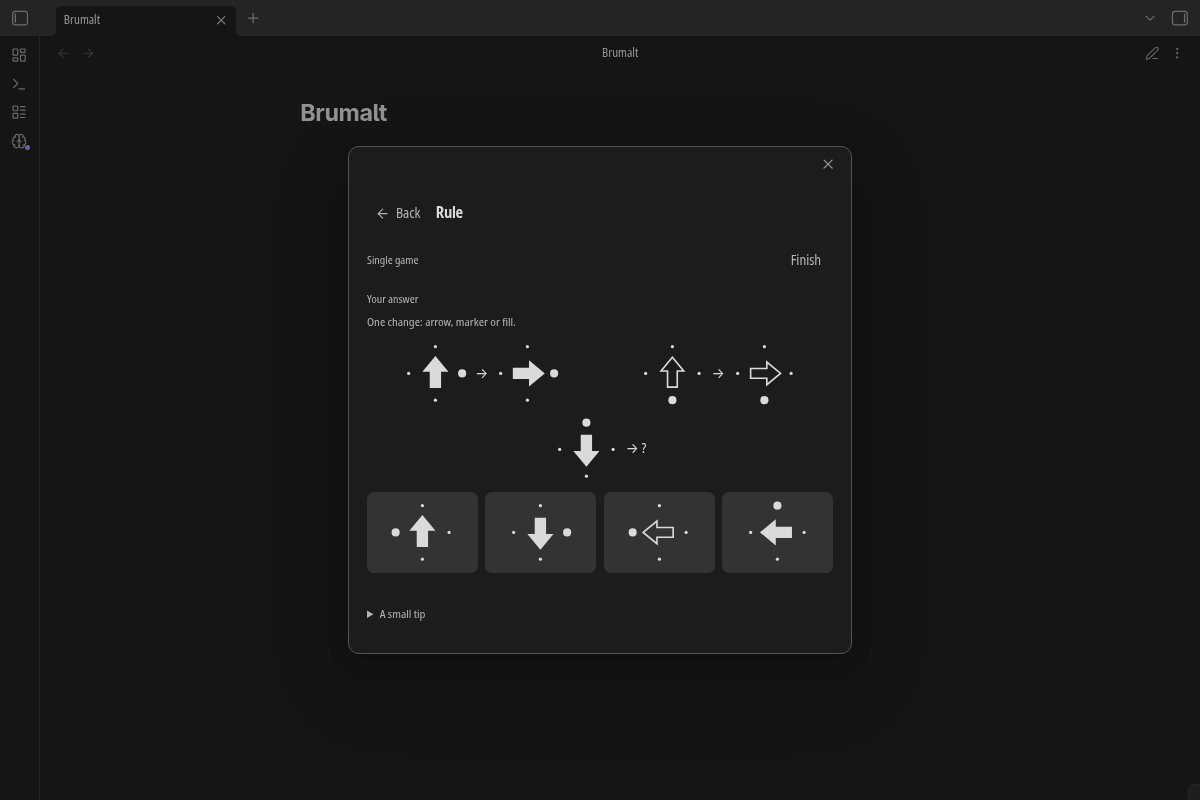 Brumalt
Brumalt
Brumalt
Back Rule
Single game Finish
Your answer
One change: arrow, marker or fill.
→ →
→ ?
A small tip